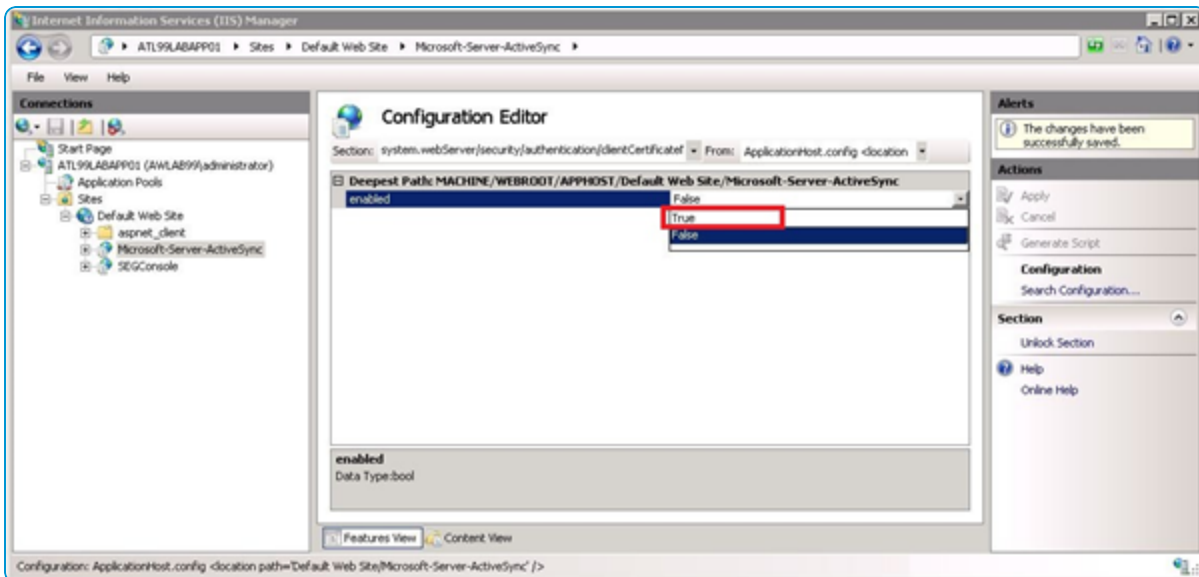 Internet Information Services (IIS) Manager
ATL99LABAPP01 Sites Default Web Site Microsoft-Server-ActiveSync
File View Help
Connections
Start Page
ATL99LABAPP01 (AWLAB99\administrator)
Application Pools
Sites
Default Web Site
aspnet_client
Microsoft-Server-ActiveSync
SEGConsole
Configuration Editor
Section: system.webServer/security/authentication/clientCertificateM From: ApplicationHost.config <location
Deepest Path: MACHINE/WEBROOT/APPHOST/Default Web Site/Microsoft-Server-ActiveSync
enabled False
True
False
enabled
Data Type:bool
Features View Content View
Alerts
The changes have been
successfully saved.
Actions
Apply
Cancel
Generate Script
Configuration
Search Configuration...
Section
Unlock Section
Help
Online Help
Configuration: ApplicationHost.config <location path='Default Web Site/Microsoft-Server-ActiveSync' />